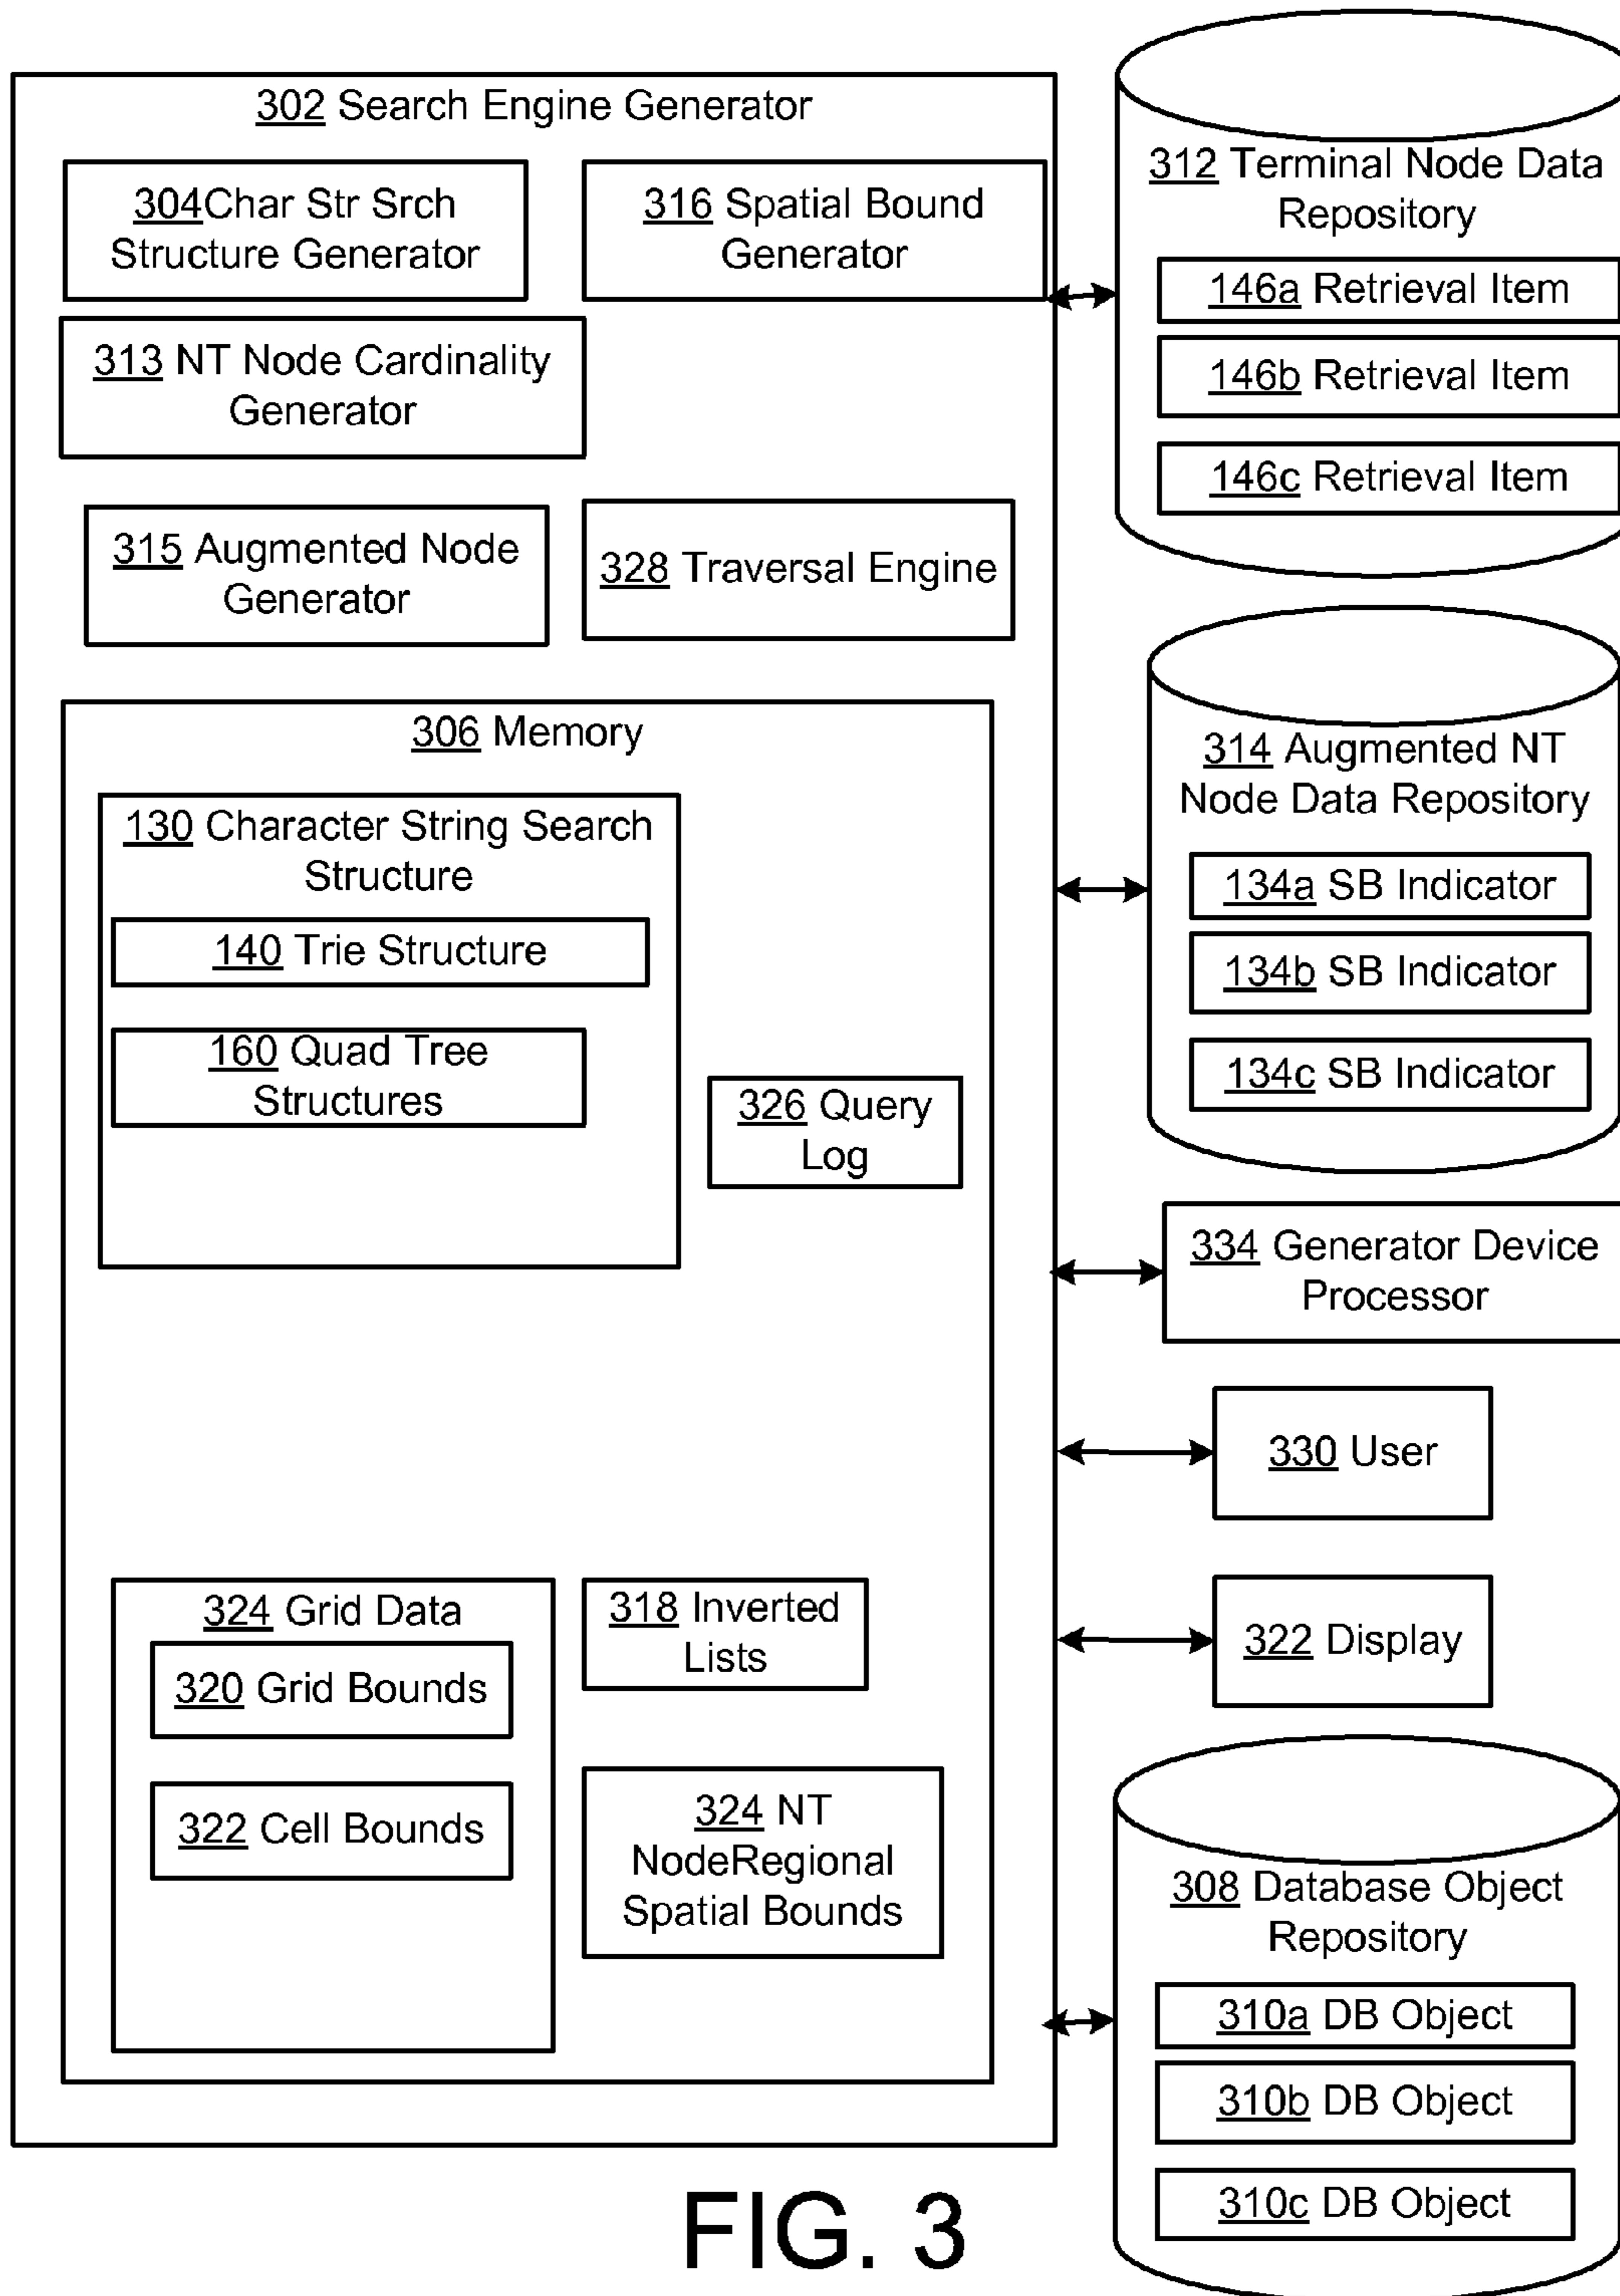 302 Search Engine Generator
304Char Str Srch
Structure Generator
316 Spatial Bound
Generator
313 NT Node Cardinality
Generator
315 Augmented Node
Generator
328 Traversal Engine
306 Memory
130 Character String Search
Structure
140 Trie Structure
160 Quad Tree
Structures
326 Query
Log
324 Grid Data
320 Grid Bounds
322 Cell Bounds
318 Inverted
Lists
324 NT
NodeRegional
Spatial Bounds
312 Terminal Node Data
Repository
146a Retrieval Item
146b Retrieval Item
146c Retrieval Item
314 Augmented NT
Node Data Repository
134a SB Indicator
134b SB Indicator
134c SB Indicator
334 Generator Device
Processor
330 User
322 Display
308 Database Object
Repository
310a DB Object
310b DB Object
310c DB Object
FIG. 3